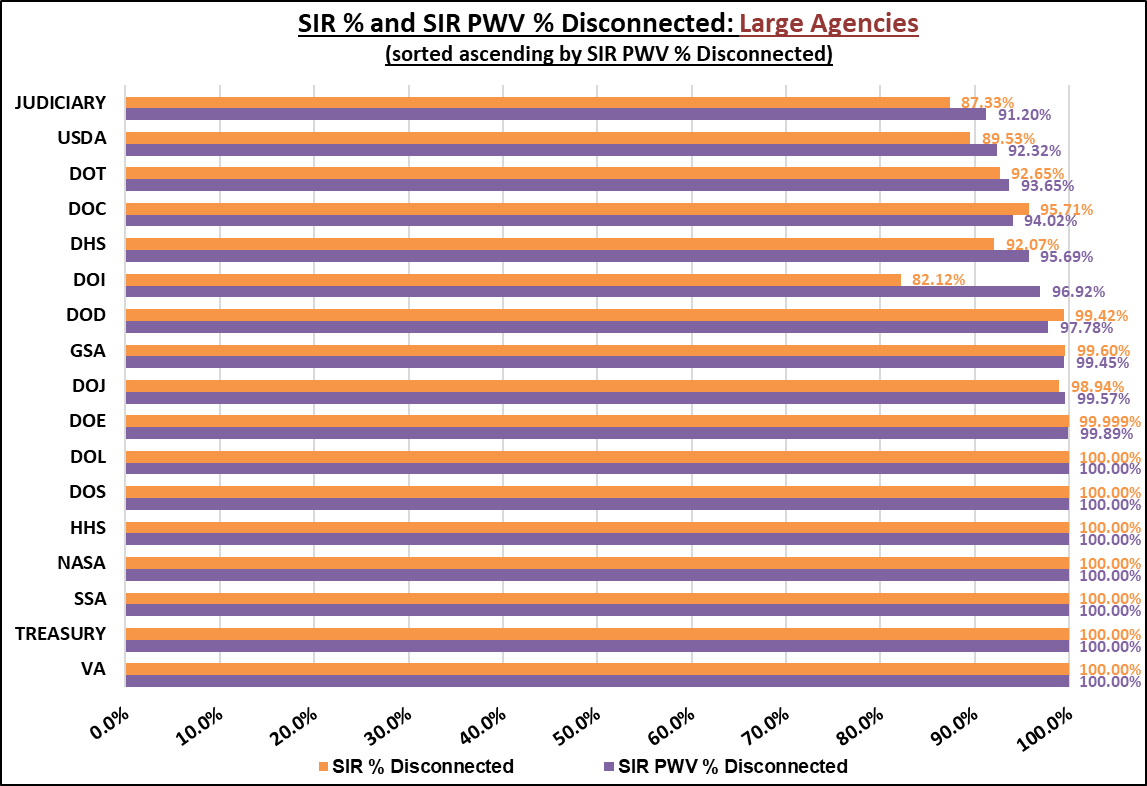 SIR % and SIR PWV % Disconnected: Large Agencies
(sorted ascending by SIR PWV % Disconnected)
JUDICIARY 87.33%
91.20%
USDA 89.53%
92.32%
DOT 92.65%
93.65%
DOC 95.71%
94.02%
DHS 92.07%
95.69%
DOI 82.12%
96.92%
DOD 99.42%
97.78%
GSA 99.60%
99.45%
DOJ 98.94%
99.57%
DOE 99.999%
99.89%
DOL 100.00%
100.00%
DOS 100.00%
100.00%
HHS 100.00%
100.00%
NASA 100.00%
100.00%
SSA 100.00%
100.00%
TREASURY 100.00%
100.00%
VA 100.00%
100.00%
0.0% 10.0% 20.0% 30.0% 40.0% 50.0% 60.0% 70.0% 80.0% 90.0% 100.0%
SIR % Disconnected SIR PWV % Disconnected